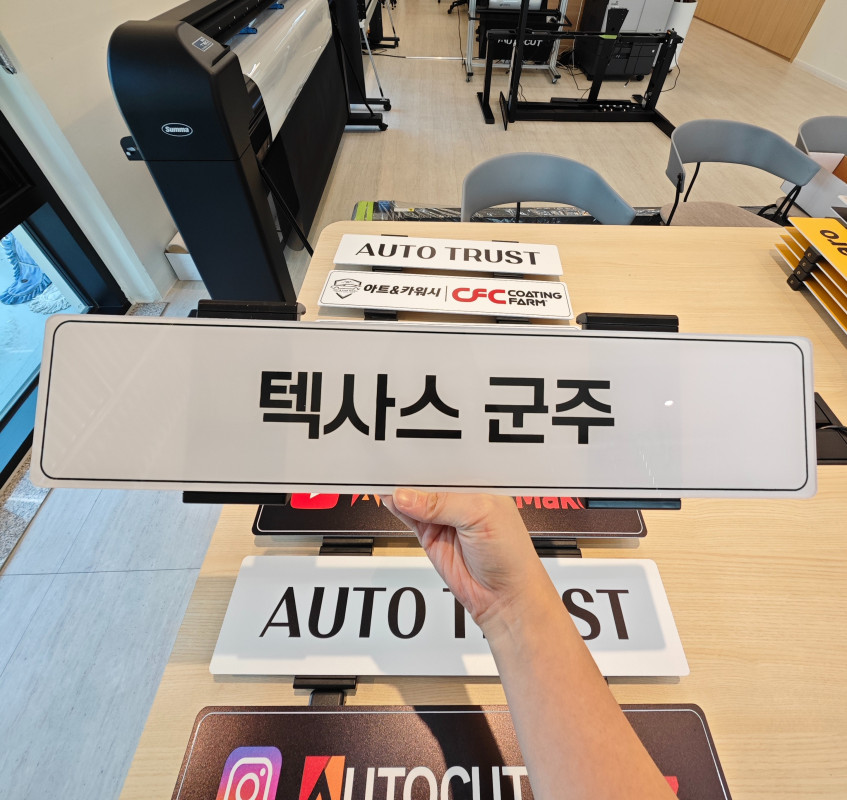 Summa
AUTOCUT
AUTO TRUST
아트&카워시 CFC COATING FARM
텍사스 군주
AUTO TRUST
AUTOCUT